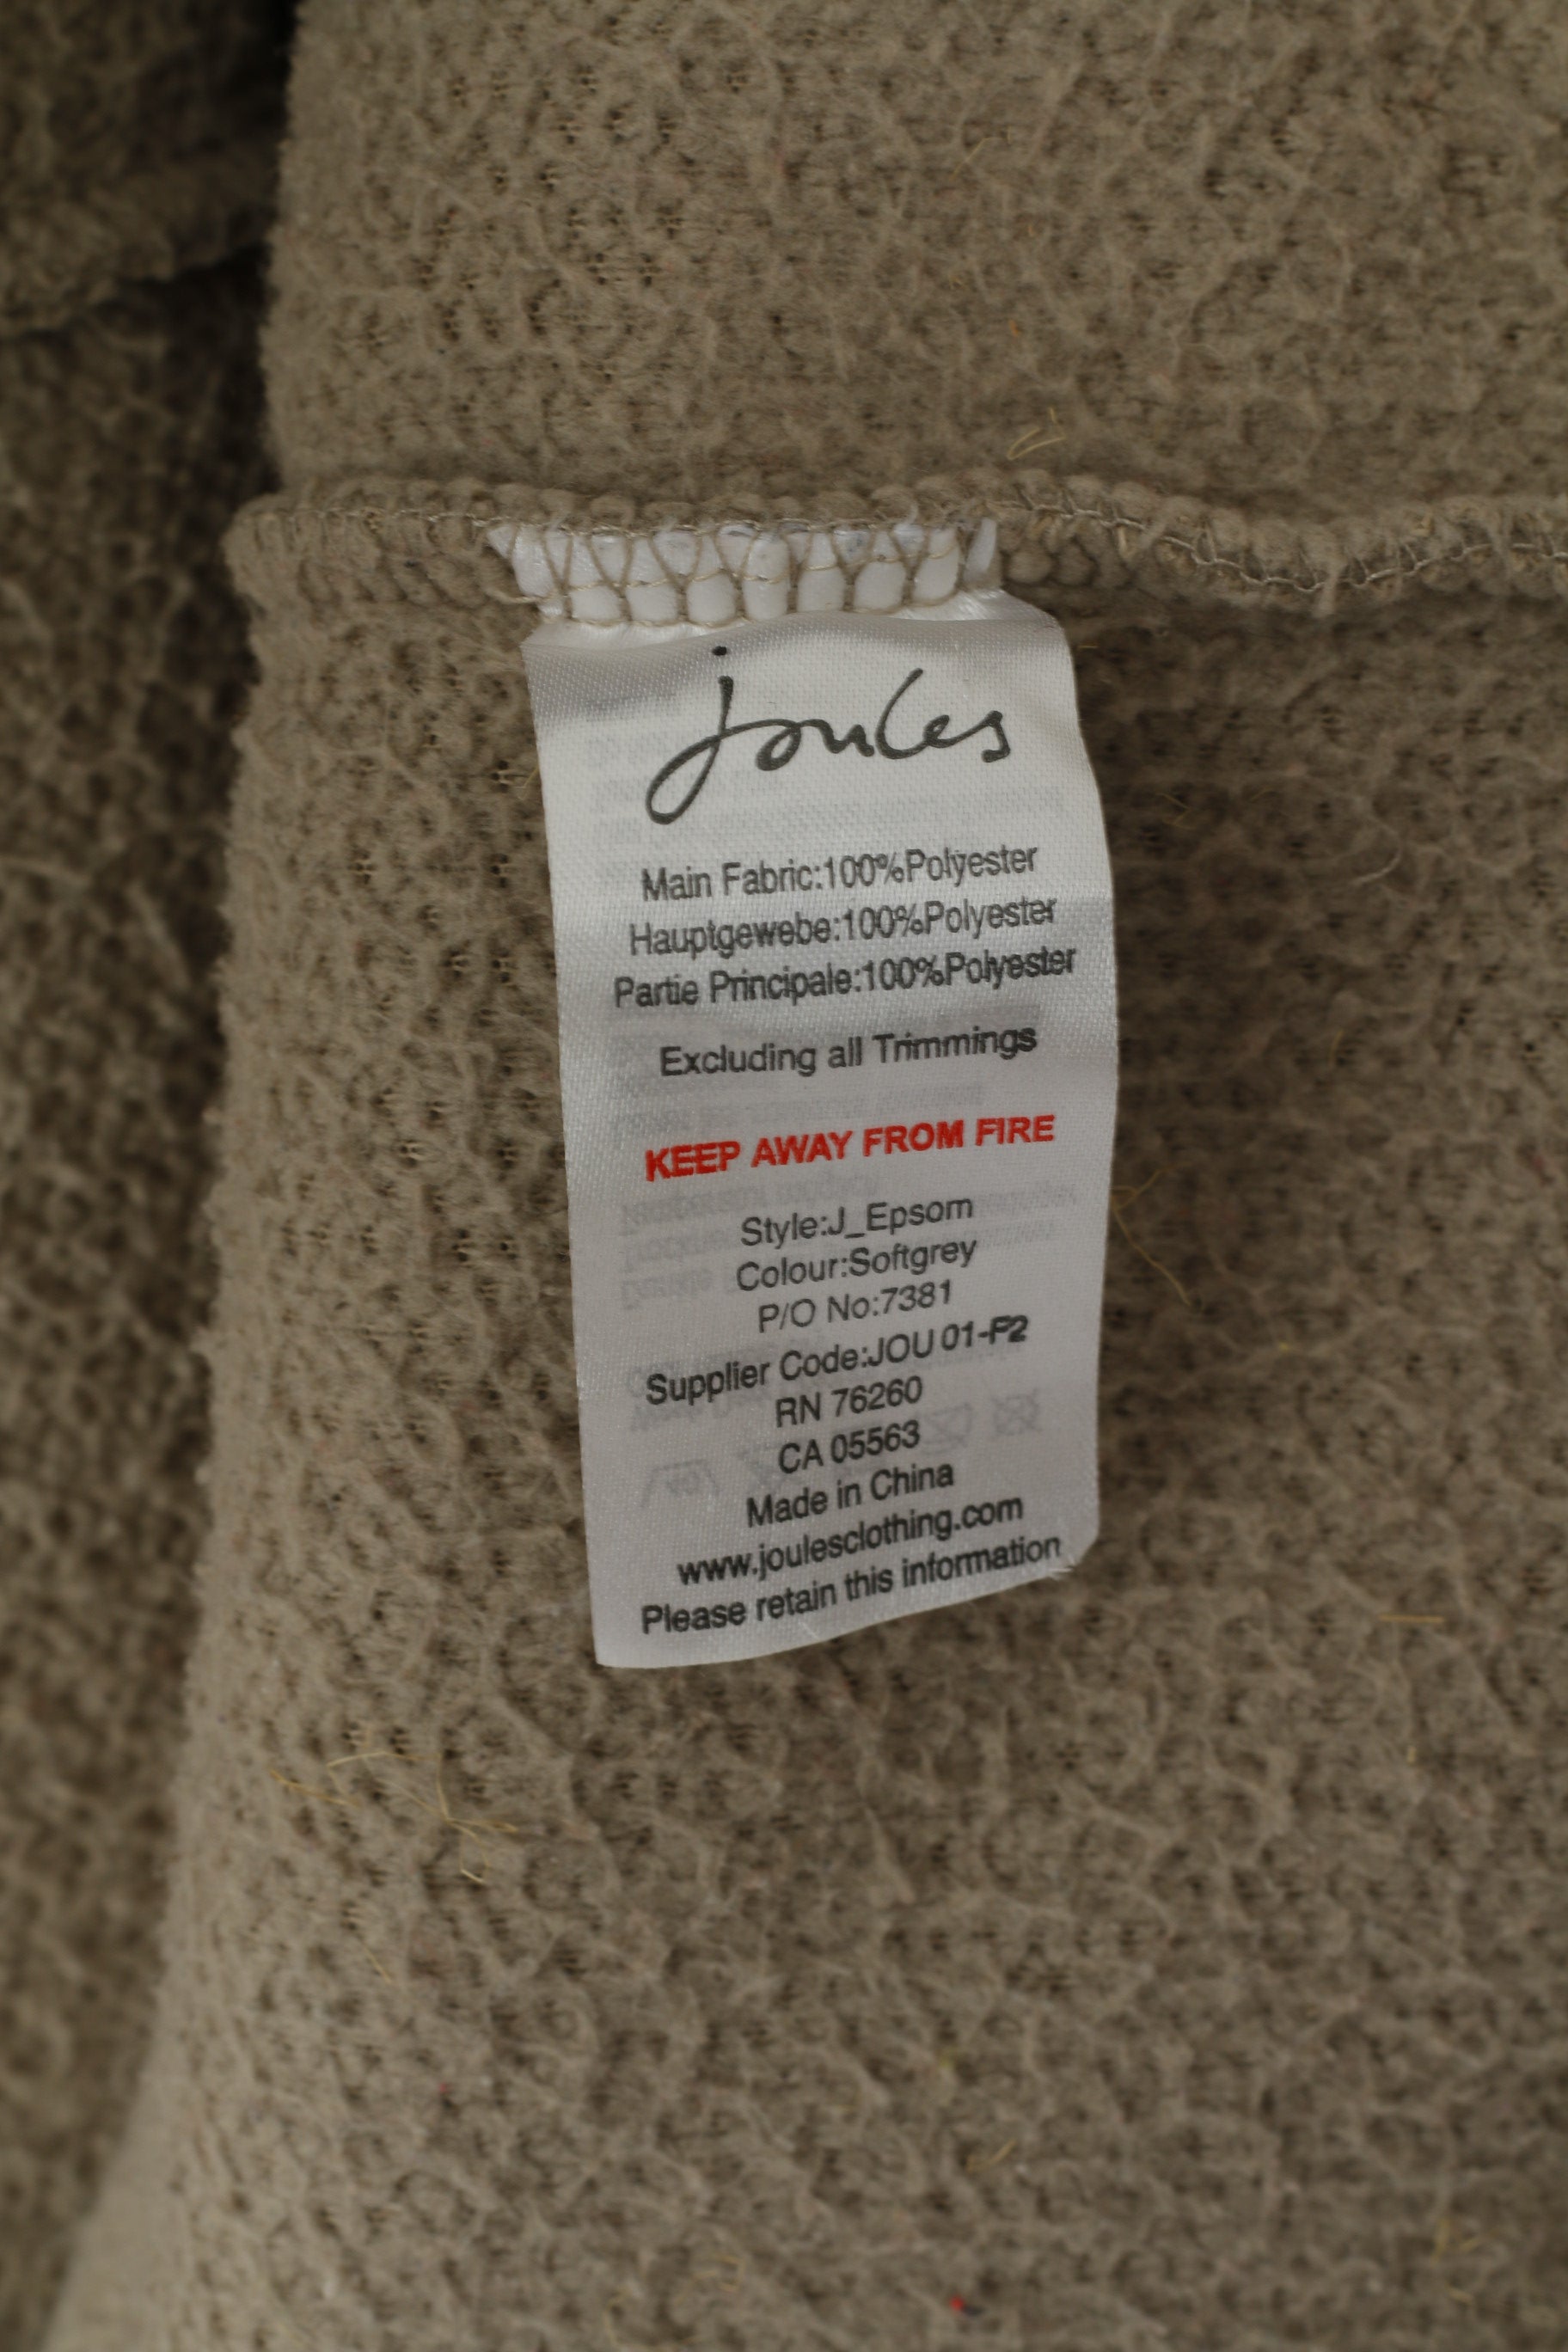 joules
Main Fabric:100%Polyester
Hauptgewebe:100%Polyester
Partie Principale:100%Polyester
Excluding all Trimmings
KEEP AWAY FROM FIRE
Style:J_Epsom
Colour:Softgrey
P/O No:7381
Supplier Code:JOU 01-F2
RN 76260
CA 05563
Made in China
www.joulesclothing.com
Please retain this information